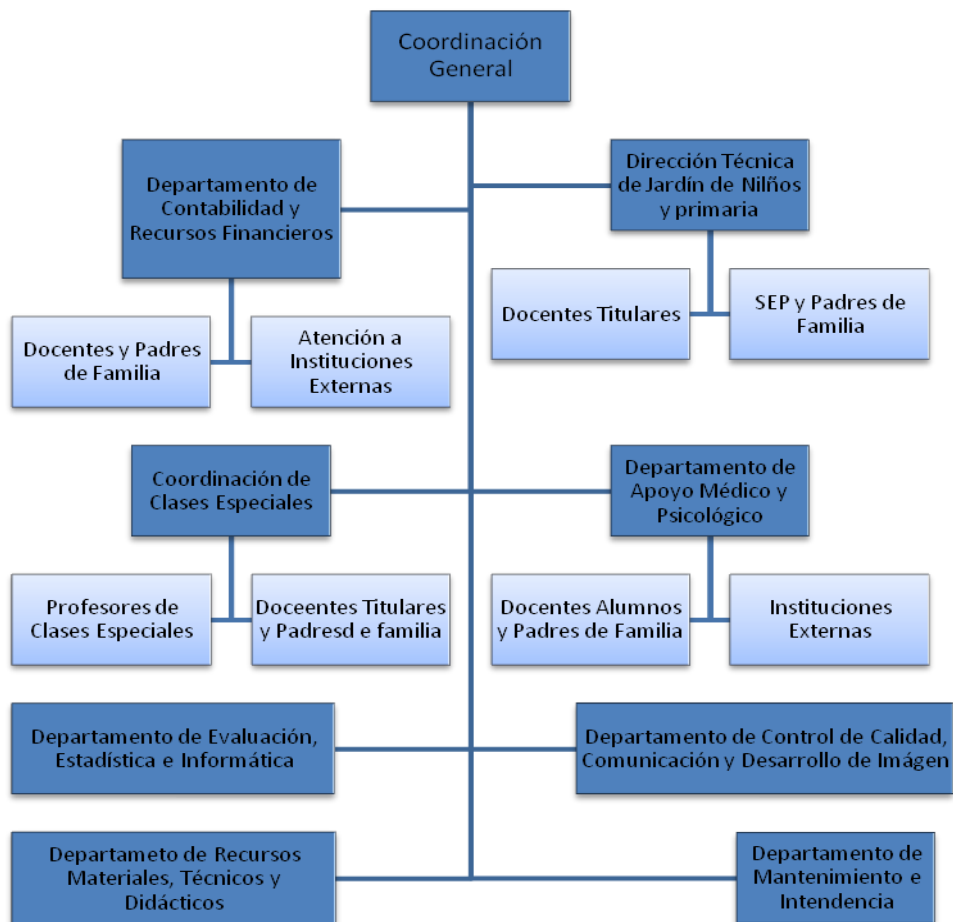 Coordinación
General
Departamento de
Contabilidad y
Recursos Financieros
Dirección Técnica
de Jardín de Nilños
y primaria
Docentes y Padres
de Familia
Atención a
Instituciones
Externas
Docentes Titulares
SEP y Padres de
Familia
Coordinación de
Clases Especiales
Departamento de
Apoyo Médico y
Psicológico
Profesores de
Clases Especiales
Doceentes Titulares
y Padresd e familia
Docentes Alumnos
y Padres de Familia
Instituciones
Externas
Departamento de Evaluación,
Estadística e Informática
Departamento de Control de Calidad,
Comunicación y Desarrollo de Imágen
Departameto de Recursos
Materiales, Técnicos y
Didácticos
Departamento de
Mantenimiento e
Intendencia